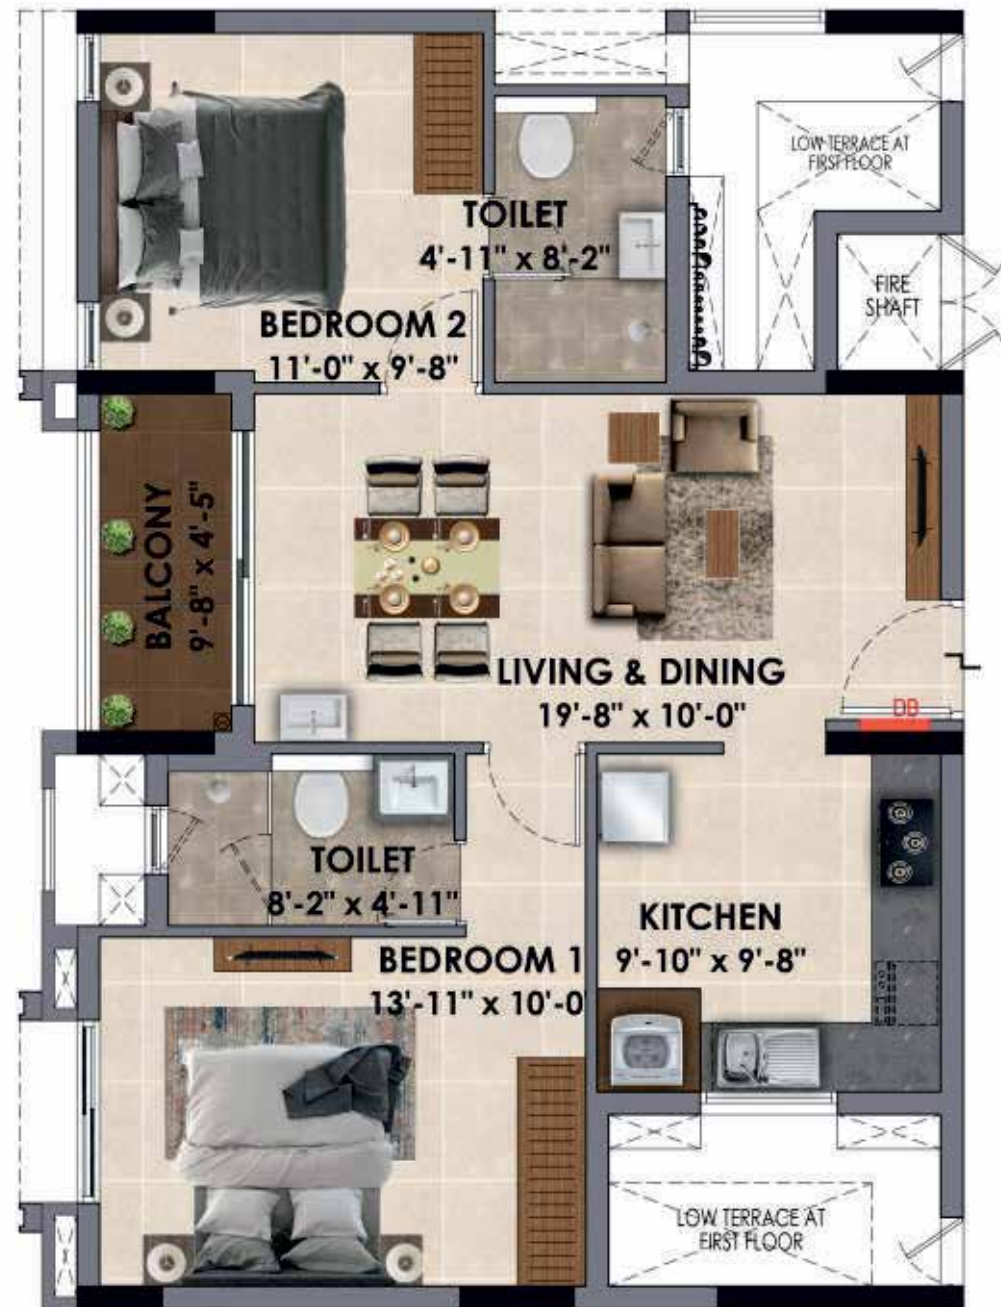 LOW TERRACE AT
FIRST FLOOR
TOILET
4'-11" x 8'-2"
FIRE
SHAFT
BEDROOM 2
11'-0" x 9'-8"
BALCONY
9'-8" x 4'-5"
LIVING & DINING
19'-8" x 10'-0"
DB
TOILET
8'-2" x 4'-11"
KITCHEN
9'-10" x 9'-8"
BEDROOM 1
13'-11" x 10'-0
LOW TERRACE AT
FIRST FLOOR